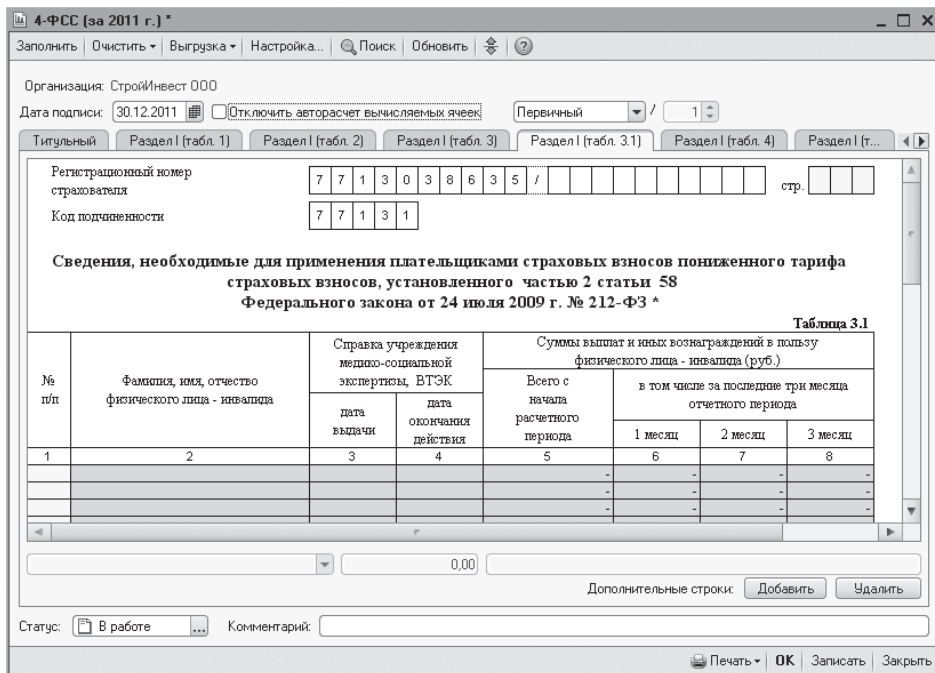 4-ФСС (за 2011 г.) *
Заполнить Очистить Выгрузка Настройка... Поиск Обновить
Организация: СтройИнвест ООО
Дата подписи: 30.12.2011 Отключить авторасчет вычисляемых ячеек Первичный / 1
Титульный Раздел I (табл. 1) Раздел I (табл. 2) Раздел I (табл. 3) Раздел I (табл. 3.1) Раздел I (табл. 4) Раздел I (т...
Регистрационный номер
страхователя 7 7 1 3 0 3 8 6 3 5 / стр.
Код подчиненности 7 7 1 3 1
Сведения, необходимые для применения плательщиками страховых взносов пониженного тарифа
страховых взносов, установленного частью 2 статьи 58
Федерального закона от 24 июля 2009 г. № 212-ФЗ *
Таблица 3.1
№
п/п
Фамилия, имя, отчество
физического лица - инвалида
Справка учреждения
медико-социальной
экспертизы, ВТЭК
дата
выдачи
дата
окончания
действия
Суммы выплат и иных вознаграждений в пользу
физического лица - инвалида (руб.)
Всего с
начала
расчетного
периода
в том числе за последние три месяца
отчетного периода
1 месяц 2 месяц 3 месяц
1 2 3 4 5 6 7 8
- - - -
- - - -
- - - -
0,00
Дополнительные строки: Добавить Удалить
Статус: В работе ... Комментарий:
Печать OK Записать Закрыть